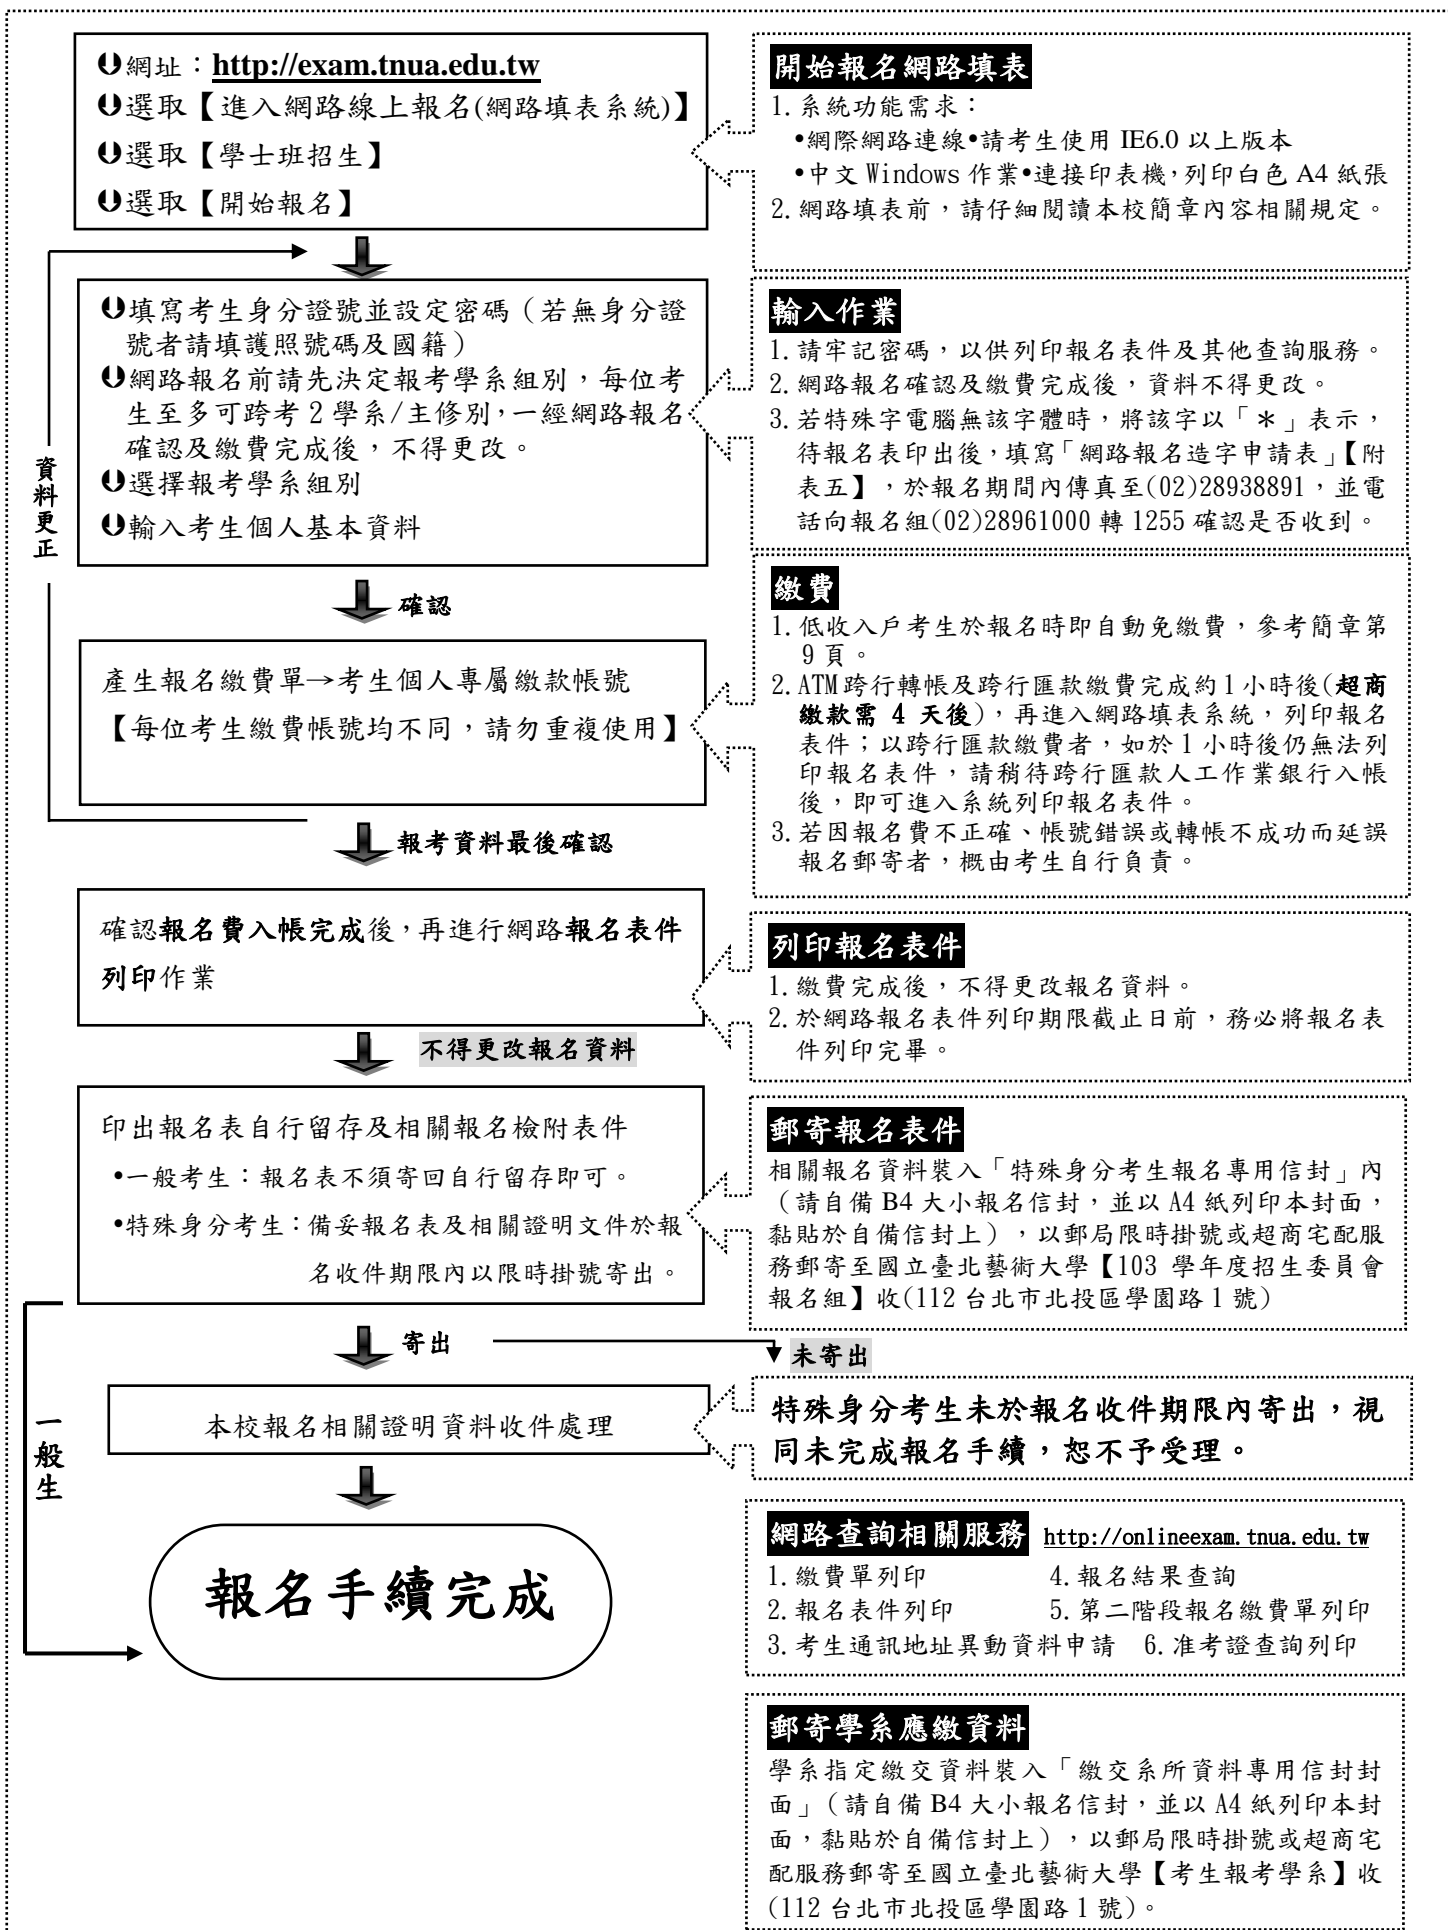 網址：http://exam.tnua.edu.tw
選取【進入網路線上報名(網路填表系統)】
選取【學士班招生】
選取【開始報名】
開始報名網路填表
1.系統功能需求：
•網際網路連線•請考生使用 IE6.0 以上版本
•中文 Windows 作業•連接印表機，列印白色 A4 紙張
2.網路填表前，請仔細閱讀本校簡章內容相關規定。
填寫考生身分證號並設定密碼（若無身分證
號者請填護照號碼及國籍）
網路報名前請先決定報考學系組別，每位考
生至多可跨考 2 學系/主修別，一經網路報名
確認及繳費完成後，不得更改。
選擇報考學系組別
輸入考生個人基本資料
輸入作業
1.請牢記密碼，以供列印報名表件及其他查詢服務。
2.網路報名確認及繳費完成後，資料不得更改。
3.若特殊字電腦無該字體時，將該字以「＊」表示，
待報名表印出後，填寫「網路報名造字申請表」【附
表五】，於報名期間內傳真至(02)28938891，並電
話向報名組(02)28961000 轉 1255 確認是否收到。
資料更正
確認
產生報名繳費單→考生個人專屬繳款帳號
【每位考生繳費帳號均不同，請勿重複使用】
繳費
1.低收入戶考生於報名時即自動免繳費，參考簡章第
9 頁。
2.ATM 跨行轉帳及跨行匯款繳費完成約 1 小時後(超商
繳款需 4 天後)，再進入網路填表系統，列印報名
表件；以跨行匯款繳費者，如於 1 小時後仍無法列
印報名表件，請稍待跨行匯款人工作業銀行入帳
後，即可進入系統列印報名表件。
3.若因報名費不正確、帳號錯誤或轉帳不成功而延誤
報名郵寄者，概由考生自行負責。
報考資料最後確認
確認報名費入帳完成後，再進行網路報名表件
列印作業
列印報名表件
1.繳費完成後，不得更改報名資料。
2.於網路報名表件列印期限截止日前，務必將報名表
件列印完畢。
不得更改報名資料
印出報名表自行留存及相關報名檢附表件
•一般考生：報名表不須寄回自行留存即可。
•特殊身分考生：備妥報名表及相關證明文件於報
名收件期限內以限時掛號寄出。
郵寄報名表件
相關報名資料裝入「特殊身分考生報名專用信封」內
（請自備 B4 大小報名信封，並以 A4 紙列印本封面，
黏貼於自備信封上），以郵局限時掛號或超商宅配服
務郵寄至國立臺北藝術大學【103 學年度招生委員會
報名組】收(112 台北市北投區學園路 1 號)
寄出
未寄出
本校報名相關證明資料收件處理
特殊身分考生未於報名收件期限內寄出，視
同未完成報名手續，恕不予受理。
一般生
報名手續完成
網路查詢相關服務 http://onlineexam.tnua.edu.tw
1.繳費單列印 4.報名結果查詢
2.報名表件列印 5.第二階段報名繳費單列印
3.考生通訊地址異動資料申請 6.准考證查詢列印
郵寄學系應繳資料
學系指定繳交資料裝入「繳交系所資料專用信封封
面」（請自備 B4 大小報名信封，並以 A4 紙列印本封
面，黏貼於自備信封上），以郵局限時掛號或超商宅
配服務郵寄至國立臺北藝術大學【考生報考學系】收
(112 台北市北投區學園路 1 號)。